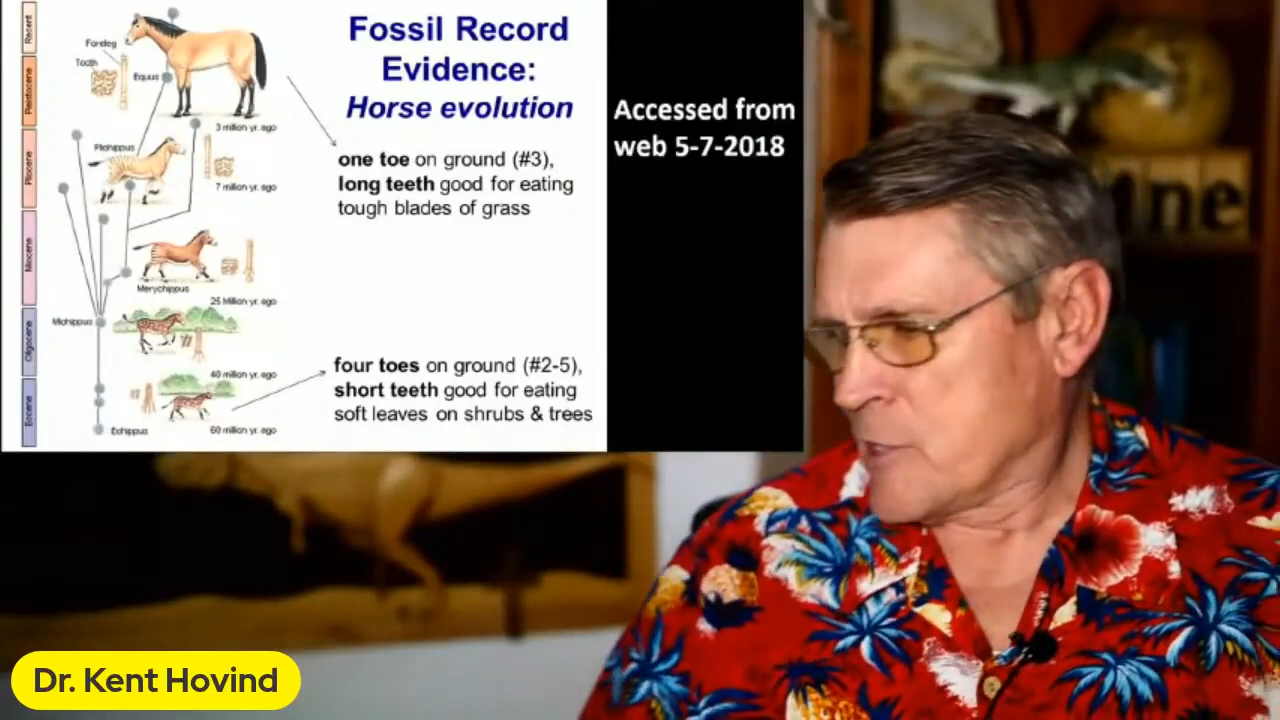 Fossil Record
Evidence:
Horse evolution
Recent
Pleistocene
Pliocene
Miocene
Oligocene
Eocene
Foreleg
Tooth
Equus
3 million yr. ago
Pliohippus
7 million yr. ago
Merychippus
25 Million yr. ago
Miohippus
40 million yr. ago
Eohippus
60 million yr. ago
one toe on ground (#3),
long teeth good for eating
tough blades of grass
four toes on ground (#2-5),
short teeth good for eating
soft leaves on shrubs & trees
Accessed from
web 5-7-2018
Dr. Kent Hovind